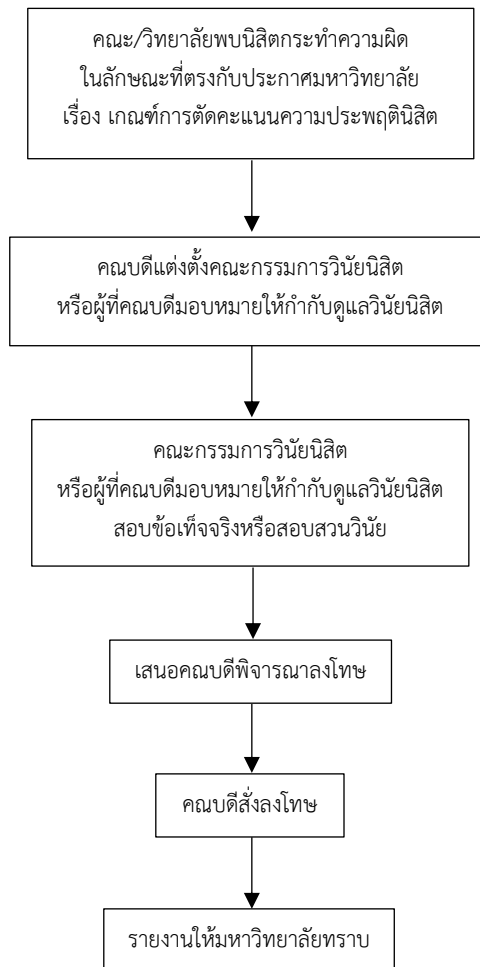 คณะ/วิทยาลัยพบนิสิตกระทำความผิด
ในลักษณะที่ตรงกับประกาศมหาวิทยาลัย
เรื่อง เกณฑ์การตัดคะแนนความประพฤตินิสิต
คณบดีแต่งตั้งคณะกรรมการวินัยนิสิต
หรือผู้ที่คณบดีมอบหมายให้กำกับดูแลวินัยนิสิต
คณะกรรมการวินัยนิสิต
หรือผู้ที่คณบดีมอบหมายให้กำกับดูแลวินัยนิสิต
สอบข้อเท็จจริงหรือสอบสวนวินัย
เสนอคณบดีพิจารณาลงโทษ
คณบดีสั่งลงโทษ
รายงานให้มหาวิทยาลัยทราบ